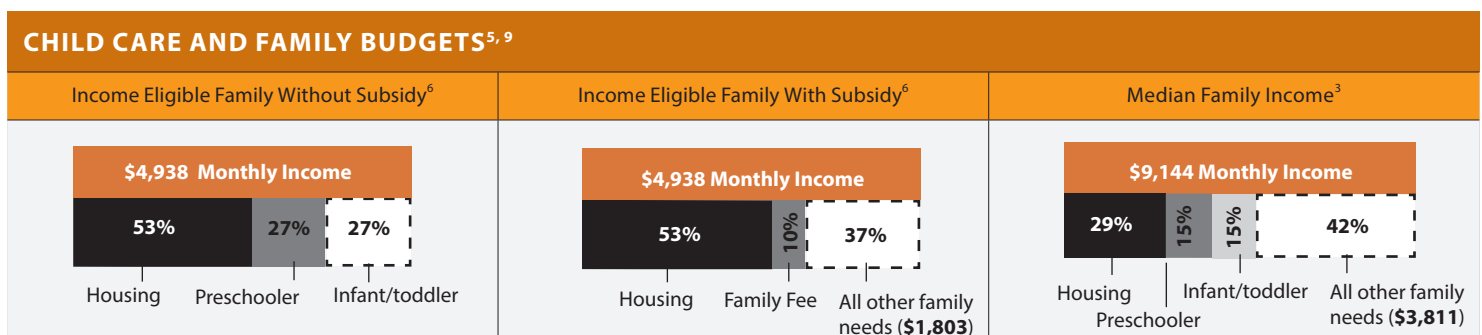 CHILD CARE AND FAMILY BUDGETS5, 9
Income Eligible Family Without Subsidy6
$4,938 Monthly Income
53%
27%
27%
Housing
Preschooler
Infant/toddler
Income Eligible Family With Subsidy6
$4,938 Monthly Income
53%
10%
37%
Housing
Family Fee
All other family
needs ($1,803)
Median Family Income3
$9,144 Monthly Income
29%
15%
15%
42%
Housing
Preschooler
Infant/toddler
All other family
needs ($3,811)